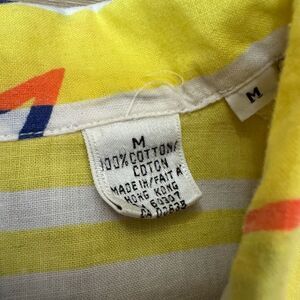 M
100% COTTON/
COTON
MADE IN/FAIT A'
HONG KONG
M